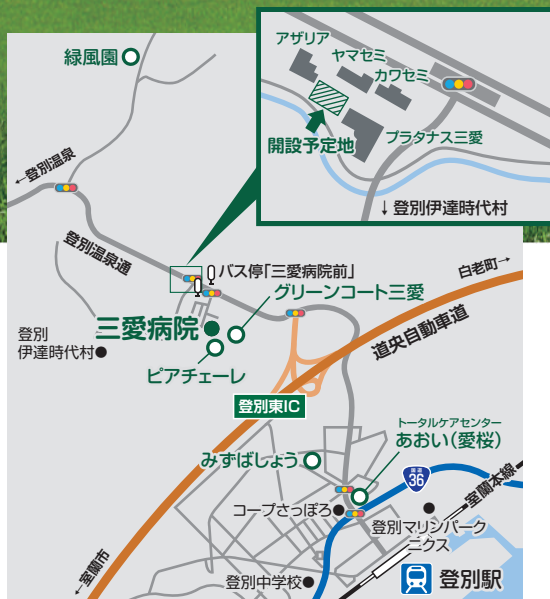 緑風園
アザリア
ヤマセミ
カワセミ
開設予定地
プラタナス三愛
↓登別伊達時代村
←登別温泉
登別温泉通
バス停「三愛病院前」
白老町→
グリーンコート三愛
三愛病院
登別
伊達時代村
ピアチェーレ
道央自動車道
登別東IC
トータルケアセンター
あおい(愛桜)
みずばしょう
国道
36
室蘭本線
コープさっぽろ
登別マリンパーク
ニクス
←室蘭市
登別中学校
登別駅